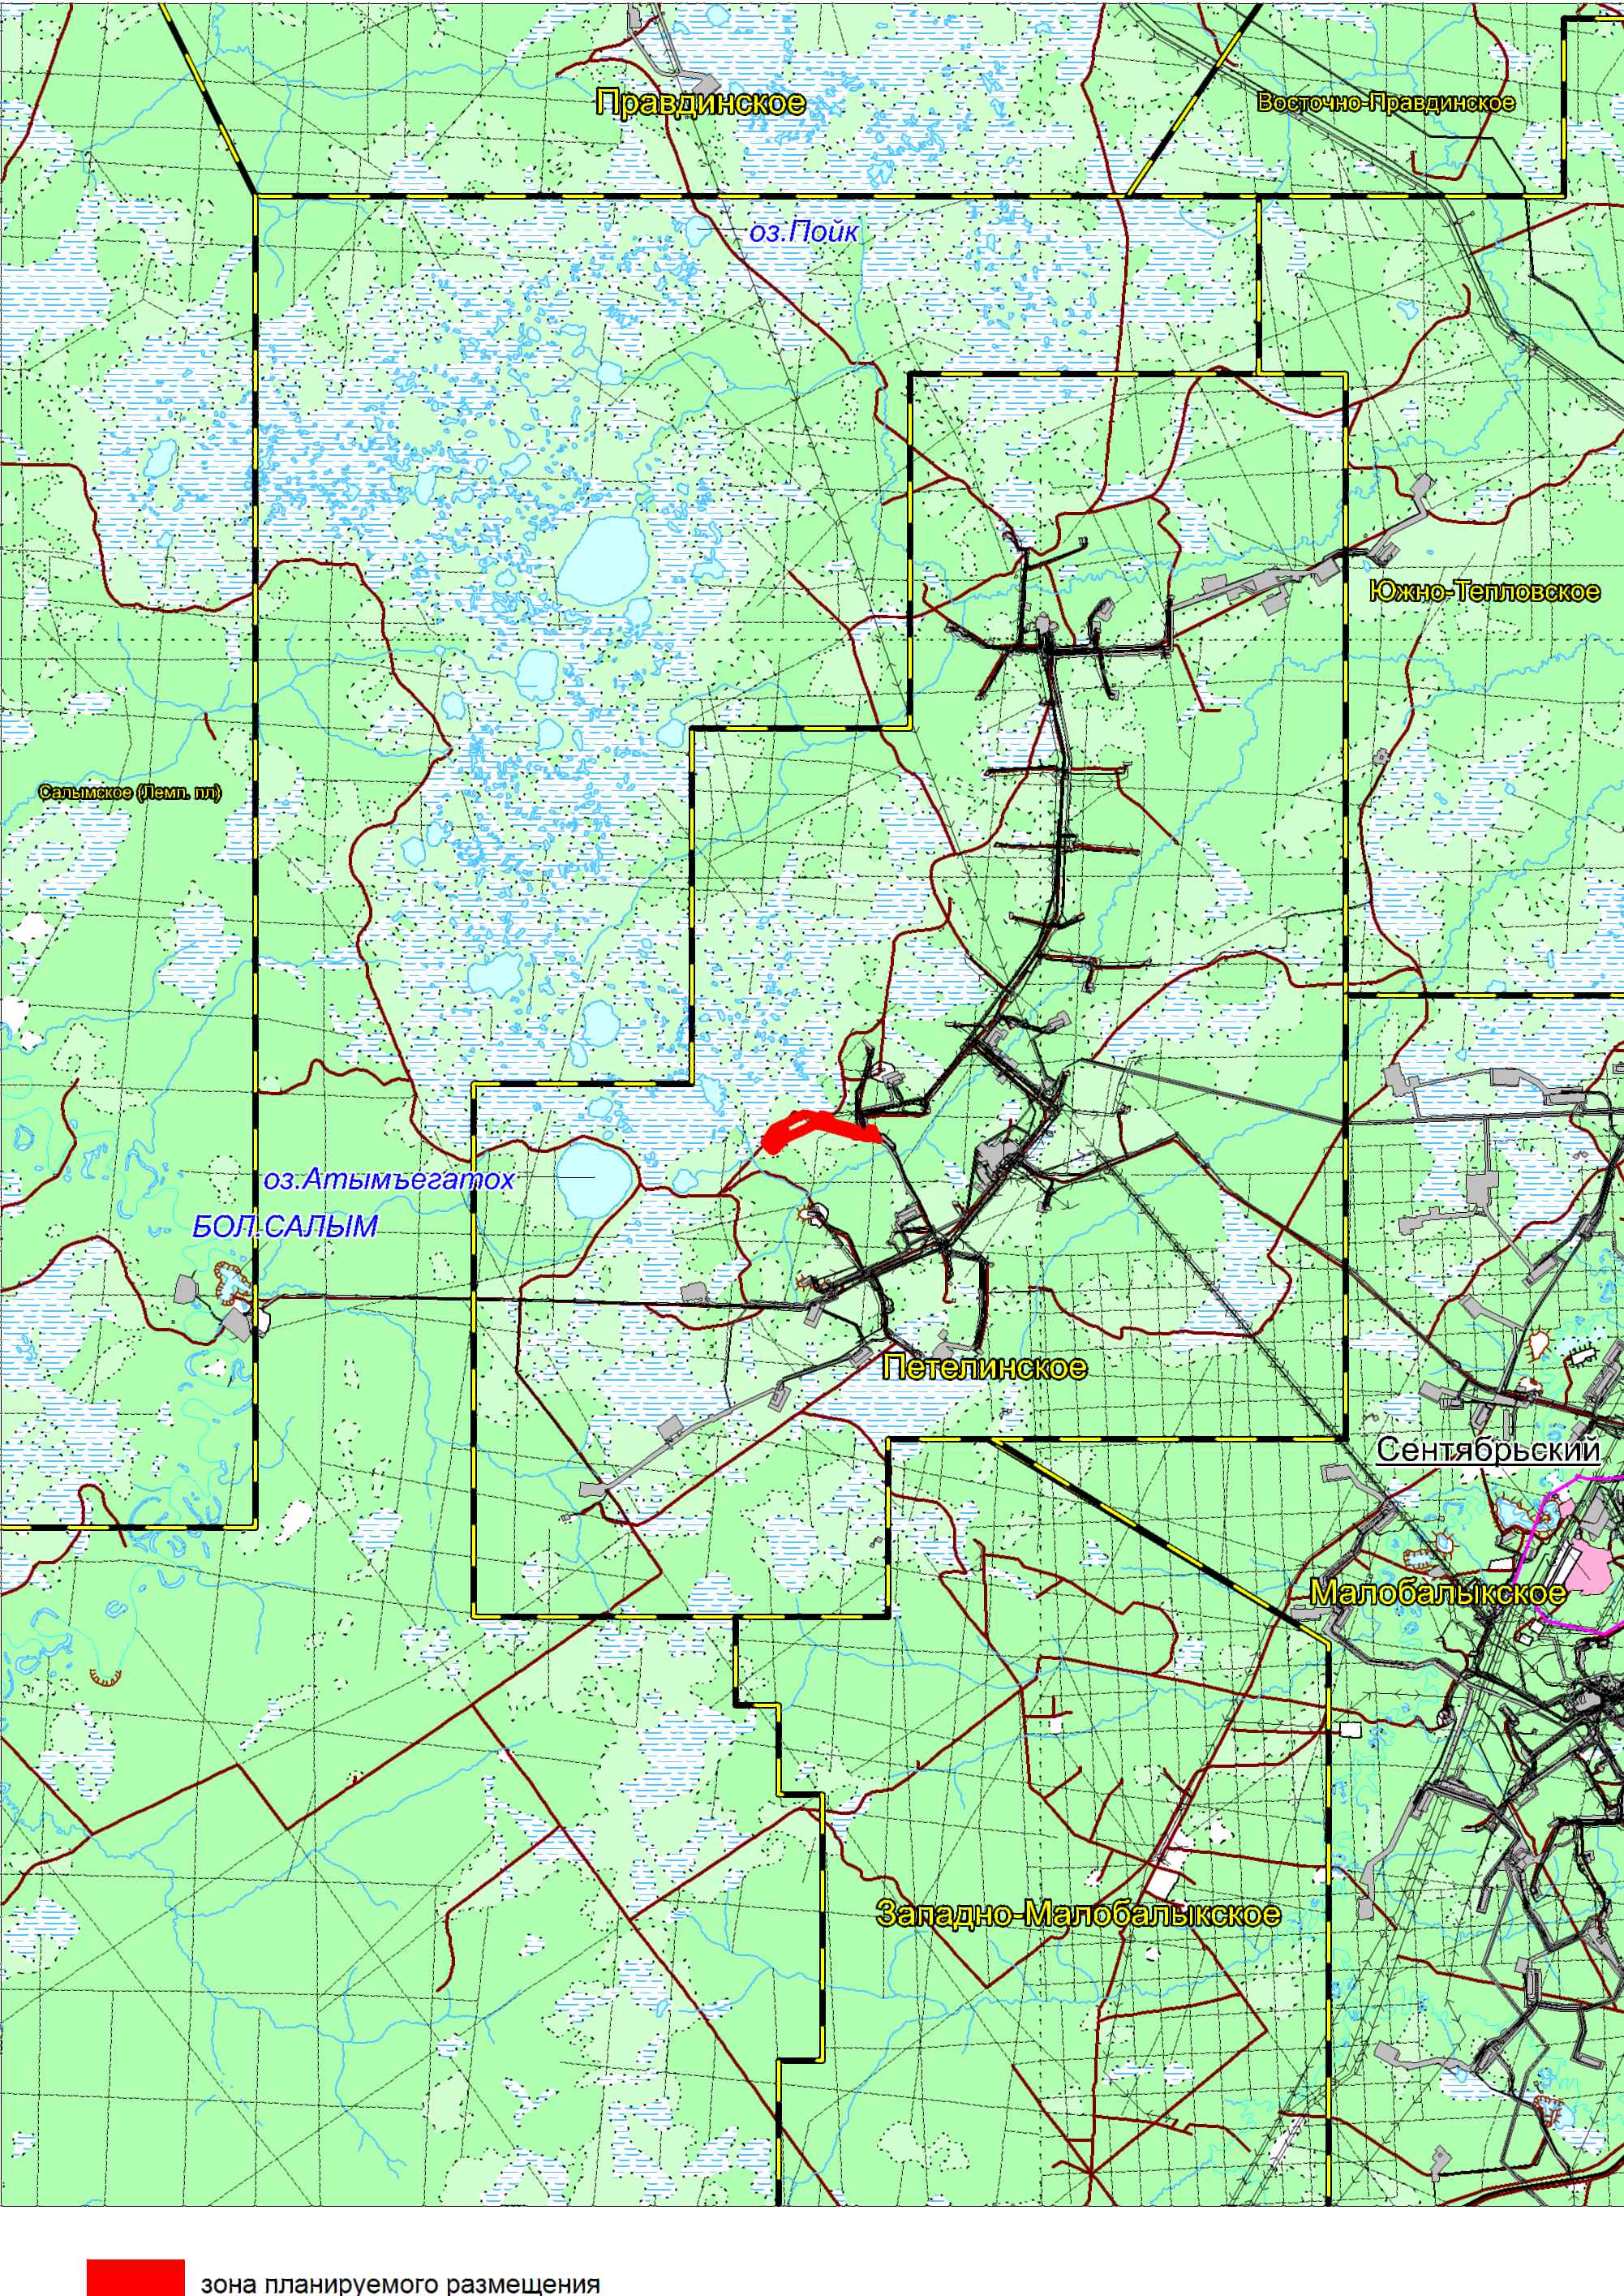 Правдинское
Восточно-Правдинское
оз.Пойк
Южно-Тепловское
Салымское (Лемп. пл)
оз.Атымъегатох
БОЛ.САЛЫМ
Петелинское
Сентябрьский
Малобалыкское
Западно-Малобалыкское
зона планируемого размещения